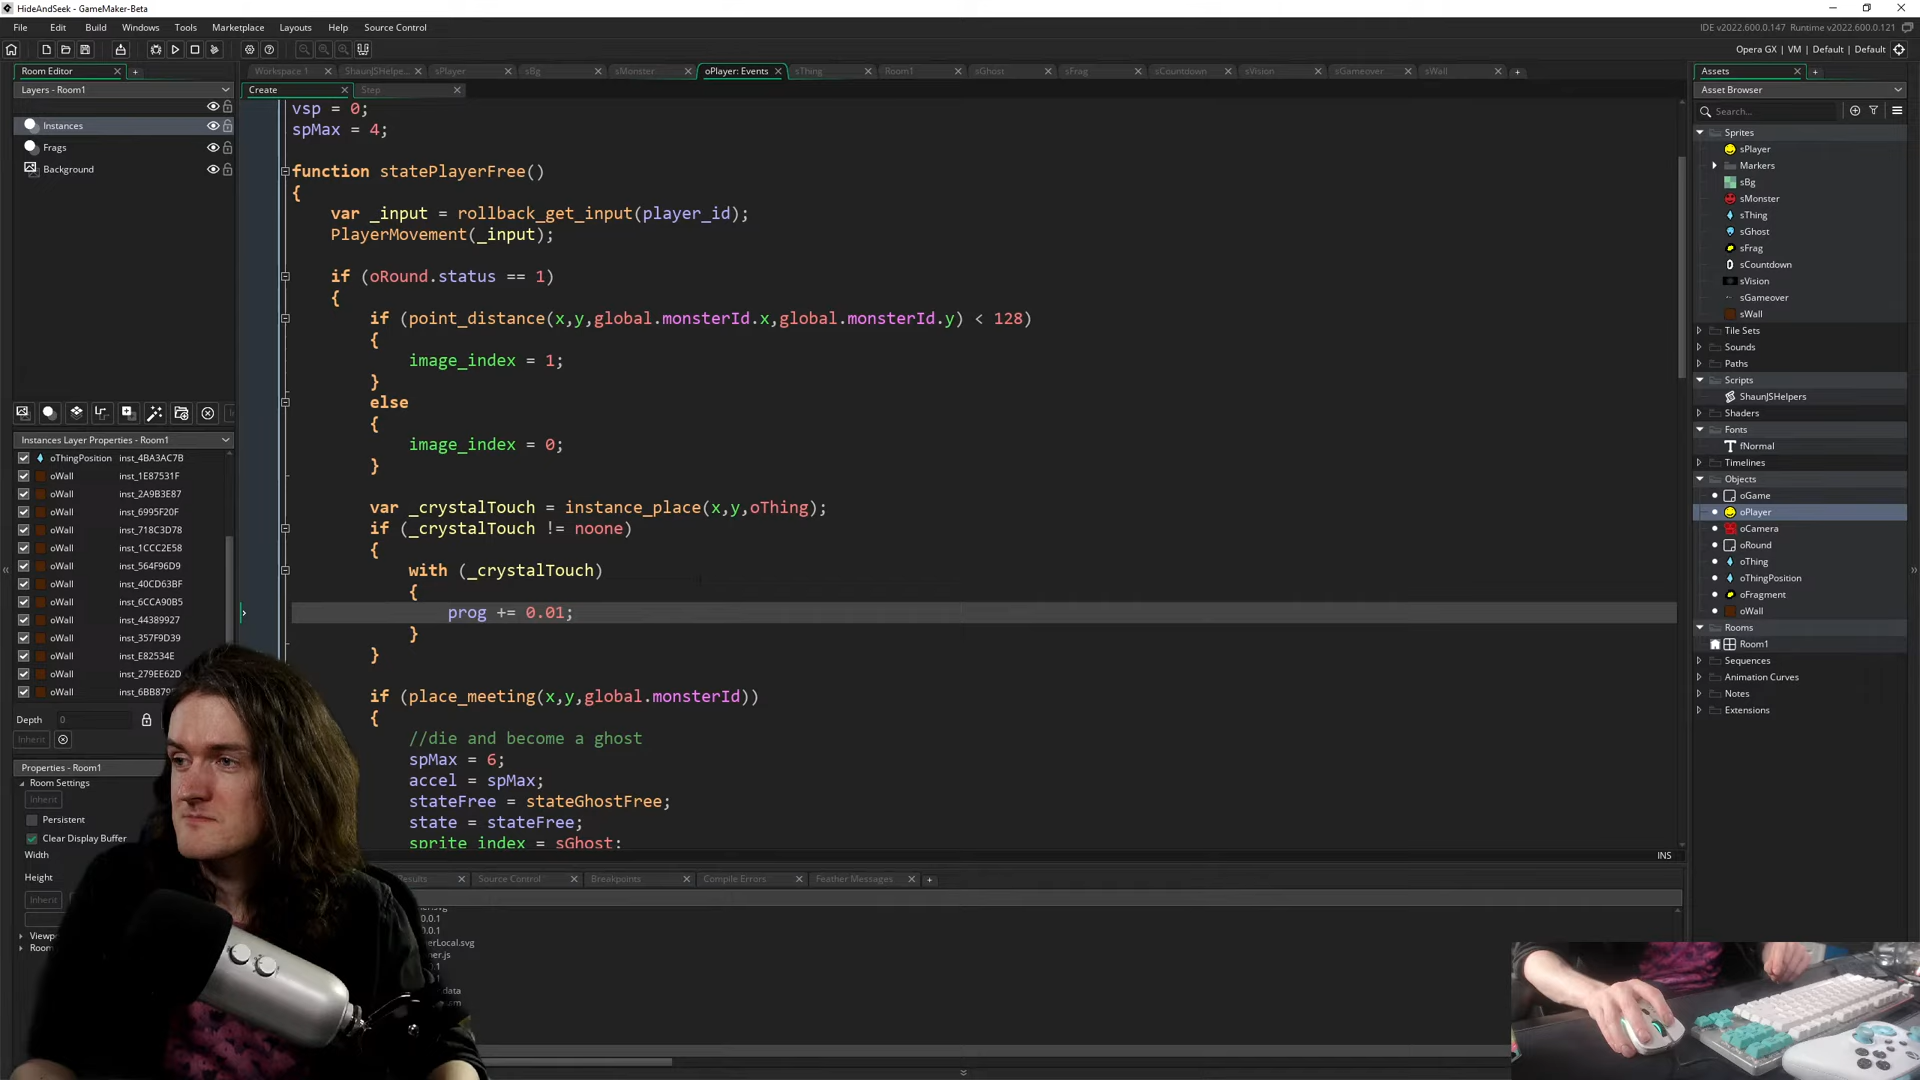 HideAndSeek - GameMaker-Beta
File Edit Build Windows Tools Marketplace Layouts Help Source Control
IDE v2022.600.0.147 Runtime v2022.600.0.121
Opera GX | VM | Default | Default
Room Editor
Workspace 1 ShaunJSHelpe... sPlayer sBg sMonster oPlayer: Events sThing Room1 sGhost sFrag sCountdown sVision sGameover sWall
Assets
Layers - Room1
Create Step
Asset Browser
Search...
Instances
Frags
Background
vsp = 0;
spMax = 4;
function statePlayerFree()
{
var _input = rollback_get_input(player_id);
PlayerMovement(_input);
if (oRound.status == 1)
{
if (point_distance(x,y,global.monsterId.x,global.monsterId.y) < 128)
{
image_index = 1;
}
else
{
image_index = 0;
}
var _crystalTouch = instance_place(x,y,oThing);
if (_crystalTouch != noone)
{
with (_crystalTouch)
{
prog += 0.01;
}
}
if (place_meeting(x,y,global.monsterId))
{
//die and become a ghost
spMax = 6;
accel = spMax;
stateFree = stateGhostFree;
state = stateFree;
sprite_index = sGhost;
INS
Instances Layer Properties - Room1
oThingPosition inst_4BA3AC7B
oWall inst_1E87531F
oWall inst_2A9B3E87
oWall inst_6995F20F
oWall inst_718C3D78
oWall inst_1CCC2E58
oWall inst_564F96D9
oWall inst_40CD63BF
oWall inst_6CCA90B5
oWall inst_44389927
oWall inst_357F9D39
oWall inst_E82534E
oWall inst_279EE62D
oWall inst_6BB879
Depth 0
Inherit
Properties - Room1
Room Settings
Inherit
Persistent
Clear Display Buffer
Width
Height
Inherit
Viewp
Room
Source Control Breakpoints Compile Errors Feather Messages
Sprites
sPlayer
Markers
sBg
sMonster
sThing
sGhost
sFrag
sCountdown
sVision
sGameover
sWall
Tile Sets
Sounds
Paths
Scripts
ShaunJSHelpers
Shaders
Fonts
fNormal
Timelines
Objects
oGame
oPlayer
oCamera
oRound
oThing
oThingPosition
oFragment
oWall
Rooms
Room1
Sequences
Animation Curves
Notes
Extensions